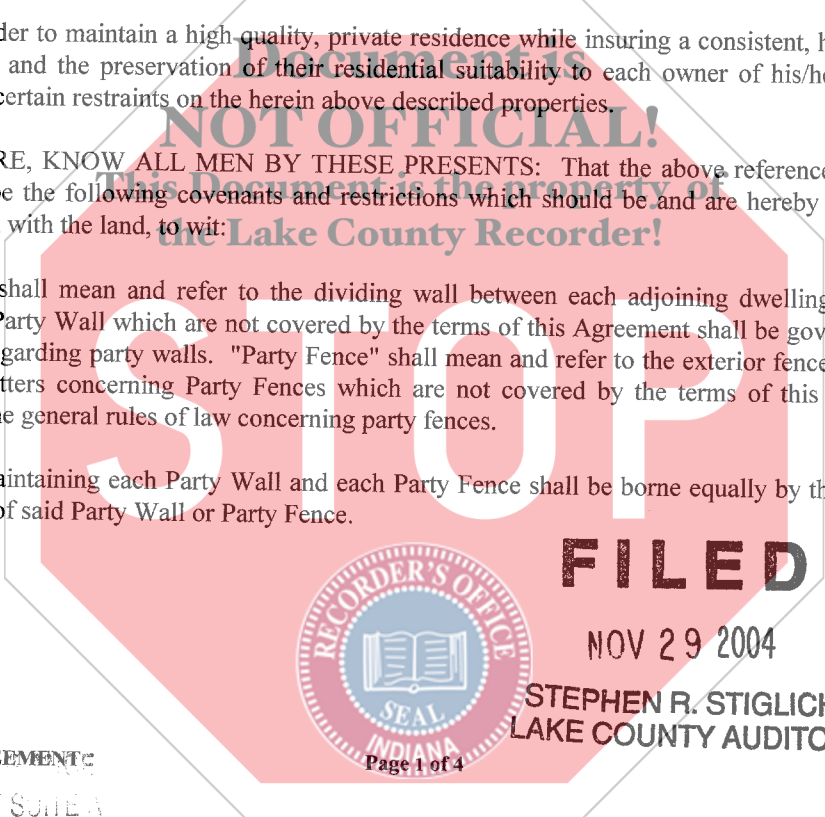 der to maintain a high quality, private residence while insuring a consistent, h
and the preservation of their residential suitability to each owner of his/he
certain restraints on the herein above described properties.
Document is
NOT OFFICIAL!
This Document is the property of
the Lake County Recorder!
RE, KNOW ALL MEN BY THESE PRESENTS: That the above reference
e the following covenants and restrictions which should be and are hereby
with the land, to wit:
shall mean and refer to the dividing wall between each adjoining dwelling
Party Wall which are not covered by the terms of this Agreement shall be gov
garding party walls. "Party Fence" shall mean and refer to the exterior fence
tters concerning Party Fences which are not covered by the terms of this
e general rules of law concerning party fences.
STOP
aintaining each Party Wall and each Party Fence shall be borne equally by th
of said Party Wall or Party Fence.
FILED
NOV 29 2004
STEPHEN R. STIGLICH
LAKE COUNTY AUDITO
RECORDER'S OFFICE
SEAL
INDIANA
EEMENT
Page 1 of 4